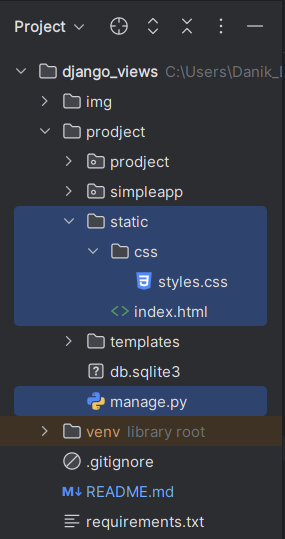 Project
django_views C:\Users\Danik_
img
prodject
prodject
simpleapp
static
css
styles.css
<> index.html
templates
? db.sqlite3
manage.py
venv library root
.gitignore
M↓ README.md
requirements.txt